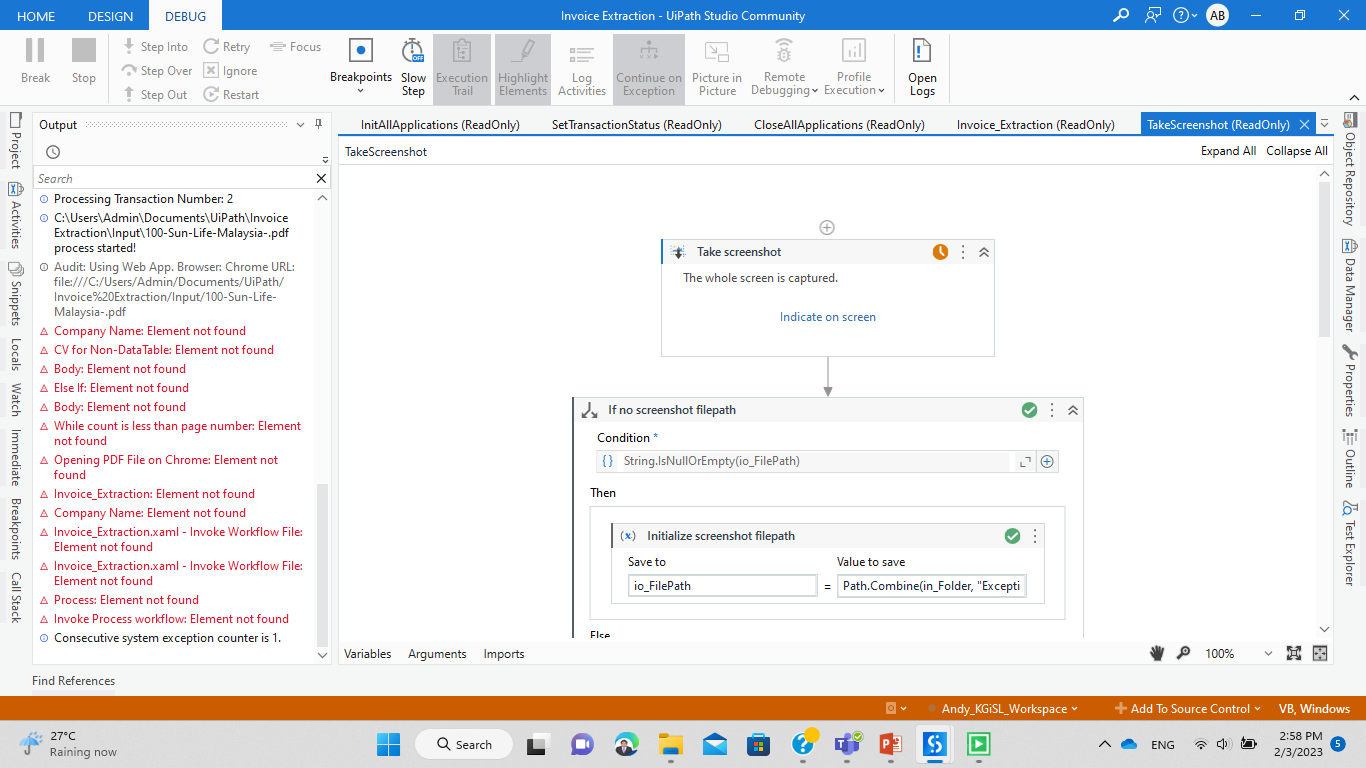 HOME DESIGN DEBUG
Invoice Extraction - UiPath Studio Community
AB
Break
Stop
Step Into
Step Over
Step Out
Retry
Ignore
Restart
Focus
Breakpoints
Slow
Step
OFF
Execution
Trail
Highlight
Elements
Log
Activities
Continue on
Exception
Picture in
Picture
Remote
Debugging
Profile
Execution
Open
Logs
Project
Activities
Snippets
Locals
Watch
Immediate
Breakpoints
Call Stack
Output
Search
Processing Transaction Number: 2
C:\Users\Admin\Documents\UiPath\Invoice
Extraction\Input\100-Sun-Life-Malaysia-.pdf
process started!
Audit: Using Web App. Browser: Chrome URL:
file:///C:/Users/Admin/Documents/UiPath/
Invoice%20Extraction/Input/100-Sun-Life-
Malaysia-.pdf
Company Name: Element not found
CV for Non-DataTable: Element not found
Body: Element not found
Else If: Element not found
Body: Element not found
While count is less than page number: Element
not found
Opening PDF File on Chrome: Element not
found
Invoice_Extraction: Element not found
Company Name: Element not found
Invoice_Extraction.xaml - Invoke Workflow File:
Element not found
Invoice_Extraction.xaml - Invoke Workflow File:
Element not found
Process: Element not found
Invoke Process workflow: Element not found
Consecutive system exception counter is 1.
Find References
InitAllApplications (ReadOnly)
SetTransactionStatus (ReadOnly)
CloseAllApplications (ReadOnly)
Invoice_Extraction (ReadOnly)
TakeScreenshot (ReadOnly)
TakeScreenshot
Expand All Collapse All
Take screenshot
The whole screen is captured.
Indicate on screen
If no screenshot filepath
Condition *
String.IsNullOrEmpty(io_FilePath)
Then
Initialize screenshot filepath
Save to
Value to save
io_FilePath = Path.Combine(in_Folder, "Excepti
Else
Variables Arguments Imports
100%
Object Repository
Data Manager
Properties
Outline
Test Explorer
Andy_KGiSL_Workspace
Add To Source Control
VB, Windows
27°C
Raining now
Search
ENG
2:58 PM
2/3/2023
5